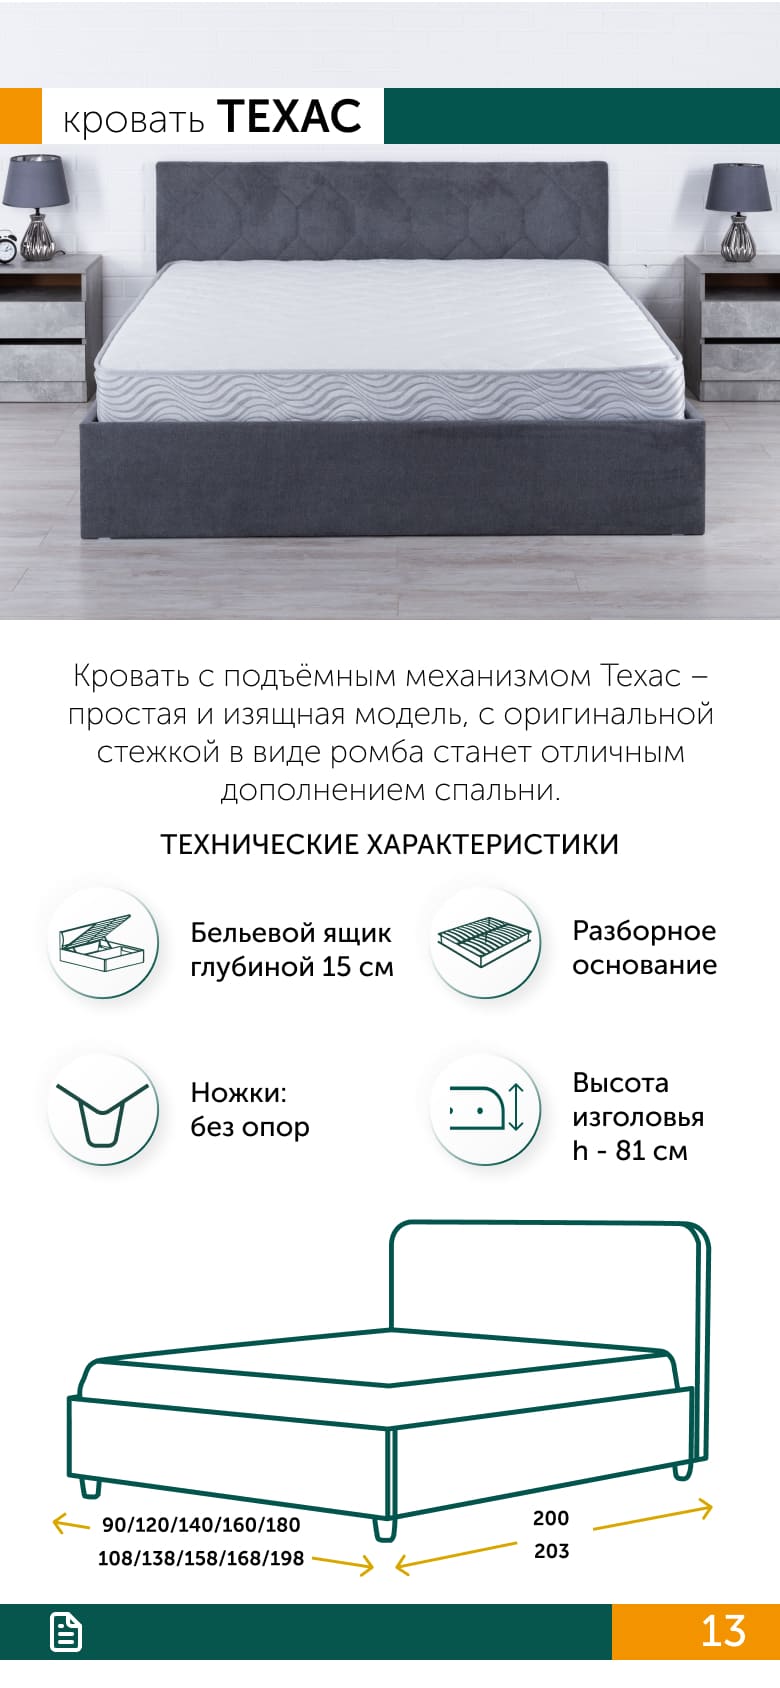 кровать ТЕХАС
Кровать с подъёмным механизмом Техас –
простая и изящная модель, с оригинальной
стежкой в виде ромба станет отличным
дополнением спальни.
ТЕХНИЧЕСКИЕ ХАРАКТЕРИСТИКИ
Бельевой ящик
глубиной 15 см
Разборное
основание
Ножки:
без опор
Высота
изголовья
h - 81 см
90/120/140/160/180
108/138/158/168/198
200
203
13